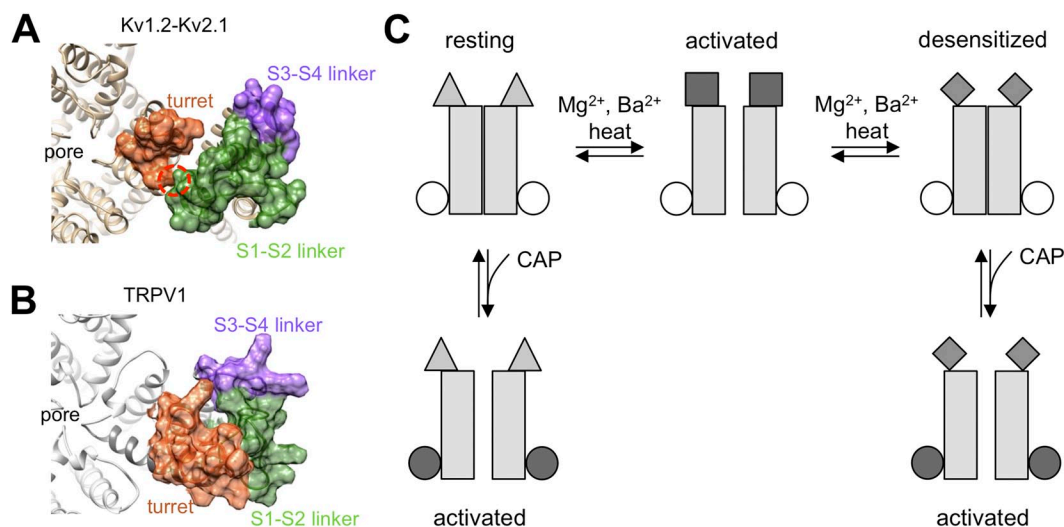 A
Kv1.2-Kv2.1
S3-S4 linker
turret
pore
S1-S2 linker
B
TRPV1
S3-S4 linker
pore
turret
S1-S2 linker
C
resting
activated
desensitized
Mg²⁺, Ba²⁺
heat
Mg²⁺, Ba²⁺
heat
CAP
CAP
activated
activated